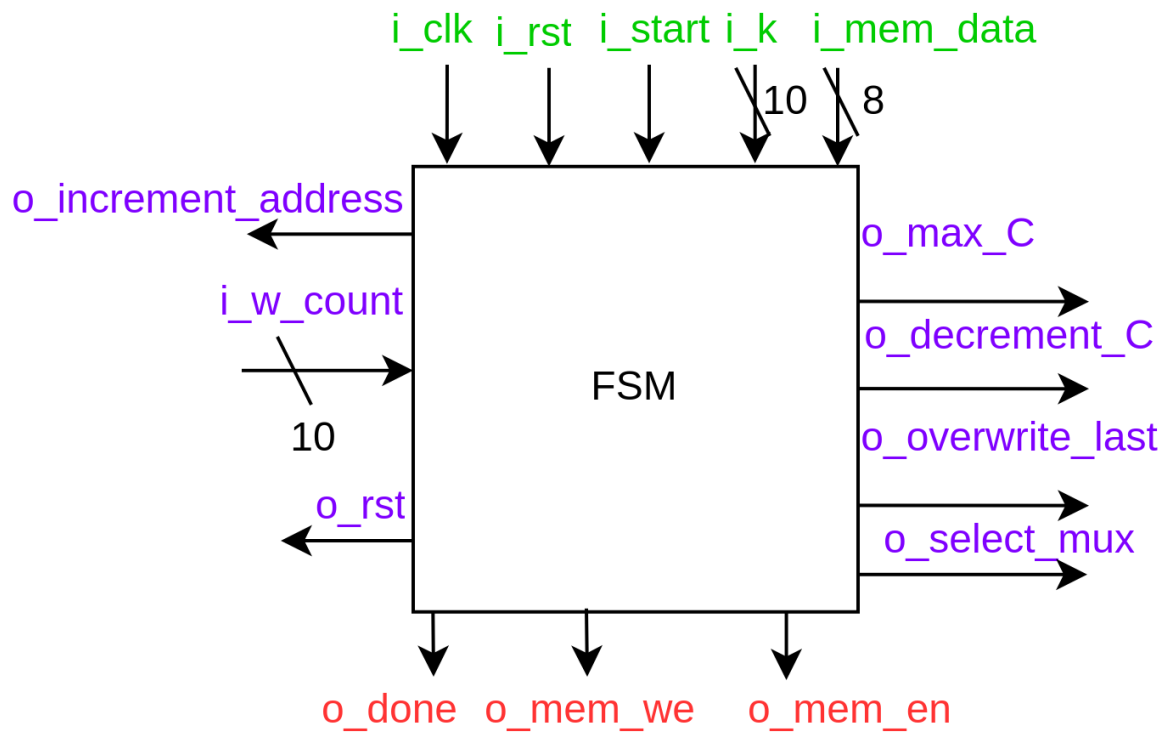 i_clk i_rst i_start i_k i_mem_data
10 8
o_increment_address
o_max_C
i_w_count
o_decrement_C
FSM
10
o_overwrite_last
o_rst
o_select_mux
o_done o_mem_we o_mem_en